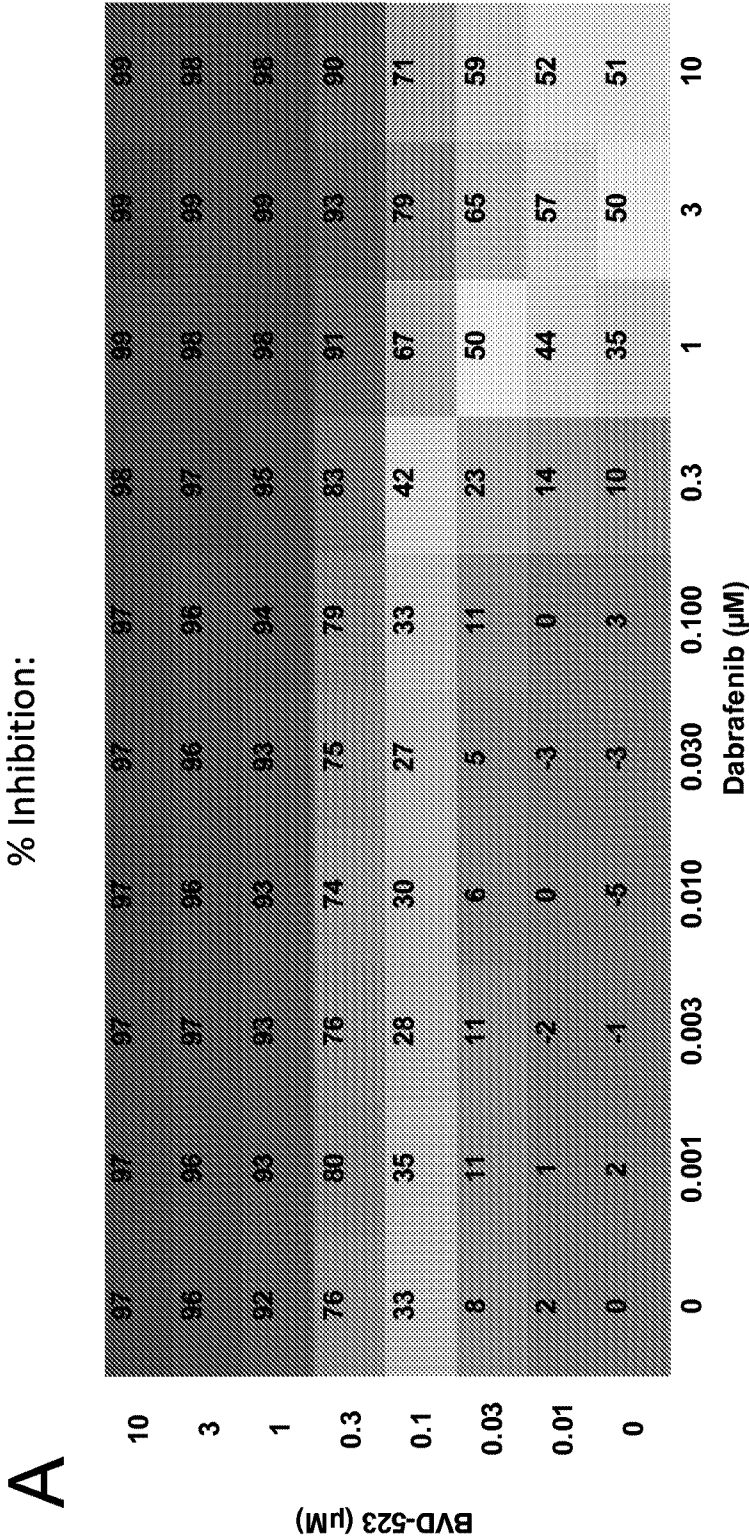 A
% Inhibition:
BVD-523 (µM)
10 97 97 97 97 97 97 98 99 99 99
3 96 96 97 96 96 96 97 98 99 98
1 92 93 93 93 93 94 95 98 99 98
0.3 76 80 76 74 75 79 83 91 93 90
0.1 33 35 28 30 27 33 42 67 79 71
0.03 8 11 11 6 5 11 23 50 65 59
0.01 2 1 -2 0 -3 0 14 44 57 52
0 0 2 -1 -5 -3 3 10 35 50 51
0 0.001 0.003 0.010 0.030 0.100 0.3 1 3 10
Dabrafenib (µM)